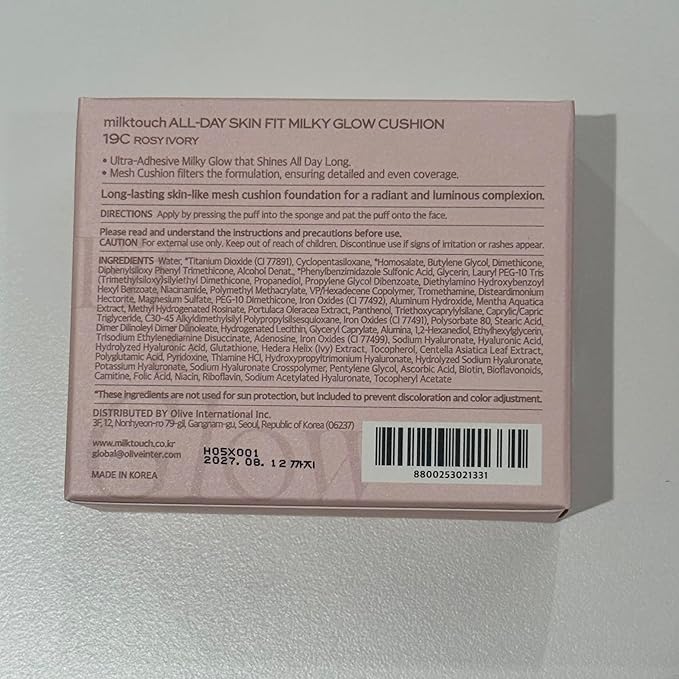 milktouch ALL-DAY SKIN FIT MILKY GLOW CUSHION
19C ROSY IVORY
• Ultra-Adhesive Milky Glow that Shines All Day Long.
• Mesh Cushion filters the formulation, ensuring detailed and even coverage.
Long-lasting skin-like mesh cushion foundation for a radiant and luminous complexion.
DIRECTIONS Apply by pressing the puff into the sponge and pat the puff onto the face.
Please read and understand the instructions and precautions before use.
CAUTION For external use only. Keep out of reach of children. Discontinue use if signs of irritation or rashes appear.
INGREDIENTS Water, *Titanium Dioxide (CI 77891), Cyclopentasiloxane, *Homosalate, Butylene Glycol, Dimethicone,
Diphenylsiloxy Phenyl Trimethicone, Alcohol Denat., *Phenylbenzimidazole Sulfonic Acid, Glycerin, Lauryl PEG-10 Tris
(Trimethylsiloxy)silylethyl Dimethicone, Propanediol, Propylene Glycol Dibenzoate, Diethylamino Hydroxybenzoyl
Hexyl Benzoate, Niacinamide, Polymethyl Methacrylate, VP/Hexadecene Copolymer, Tromethamine, Disteardimonium
Hectorite, Magnesium Sulfate, PEG-10 Dimethicone, Iron Oxides (CI 77492), Aluminum Hydroxide, Mentha Aquatica
Extract, Methyl Hydrogenated Rosinate, Portulaca Oleracea Extract, Panthenol, Triethoxycaprylylsilane, Caprylic/Capric
Triglyceride, C30-45 Alkyldimethylsilyl Polypropylsilsesquioxane, Iron Oxides (CI 77491), Polysorbate 80, Stearic Acid,
Dimer Dilinoleyl Dimer Dilinoleate, Hydrogenated Lecithin, Glyceryl Caprylate, Alumina, 1,2-Hexanediol, Ethylhexylglycerin,
Trisodium Ethylenediamine Disuccinate, Adenosine, Iron Oxides (CI 77499), Sodium Hyaluronate, Hyaluronic Acid,
Hydrolyzed Hyaluronic Acid, Glutathione, Hedera Helix (Ivy) Extract, Tocopherol, Centella Asiatica Leaf Extract,
Polyglutamic Acid, Pyridoxine, Thiamine HCl, Hydroxypropyltrimonium Hyaluronate, Hydrolyzed Sodium Hyaluronate,
Potassium Hyaluronate, Sodium Hyaluronate Crosspolymer, Pentylene Glycol, Ascorbic Acid, Biotin, Bioflavonoids,
Carnitine, Folic Acid, Niacin, Riboflavin, Sodium Acetylated Hyaluronate, Tocopheryl Acetate
*These ingredients are not used for sun protection, but included to prevent discoloration and color adjustment.
DISTRIBUTED BY Olive International Inc.
3F, 12, Nonhyeon-ro 79-gil, Gangnam-gu, Seoul, Republic of Korea (06237)
www.milktouch.co.kr
global@oliveinter.com
H05X001
2027. 08. 12 까지
MADE IN KOREA
8800253021331
Glow